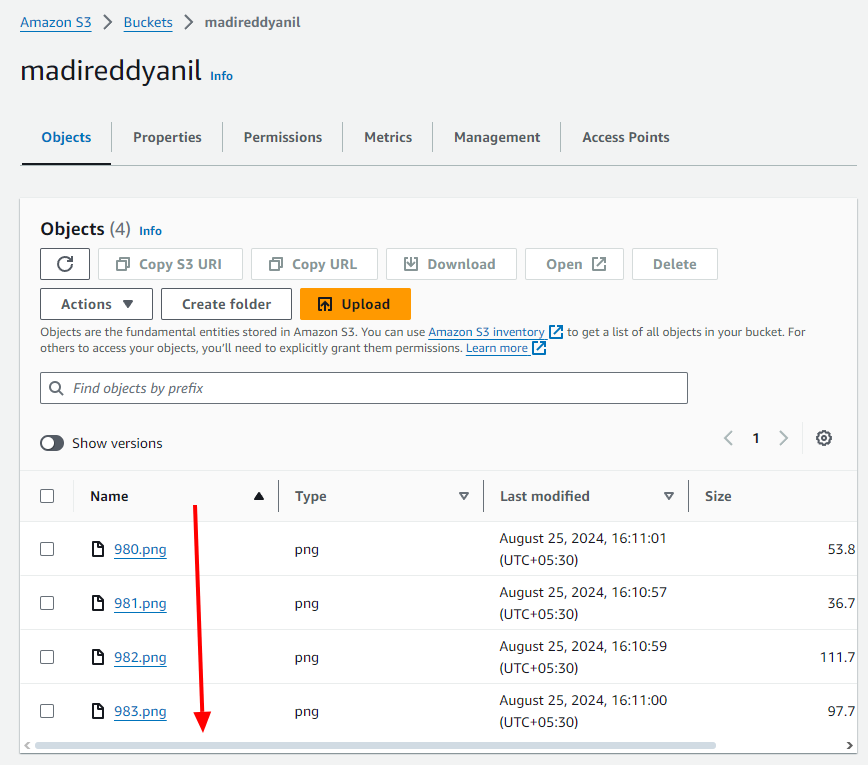 Amazon S3 > Buckets > madireddyanil
madireddyanil Info
Objects Properties Permissions Metrics Management Access Points
Objects (4) Info
Copy S3 URI Copy URL Download Open Delete
Actions Create folder Upload
Objects are the fundamental entities stored in Amazon S3. You can use Amazon S3 inventory to get a list of all objects in your bucket. For
others to access your objects, you'll need to explicitly grant them permissions. Learn more
Find objects by prefix
Show versions 1
Name Type Last modified Size
980.png png August 25, 2024, 16:11:01 (UTC+05:30) 53.8
981.png png August 25, 2024, 16:10:57 (UTC+05:30) 36.7
982.png png August 25, 2024, 16:10:59 (UTC+05:30) 111.7
983.png png August 25, 2024, 16:11:00 (UTC+05:30) 97.7